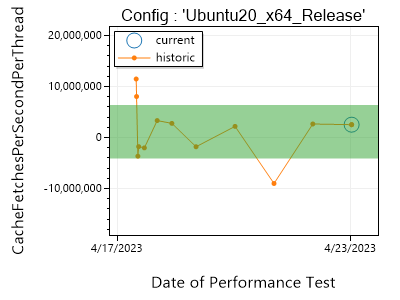 Config : 'Ubuntu20_x64_Release'
CacheFetchesPerSecondPerThread
20,000,000
10,000,000
0
-10,000,000
current
historic
4/17/2023
4/23/2023
Date of Performance Test